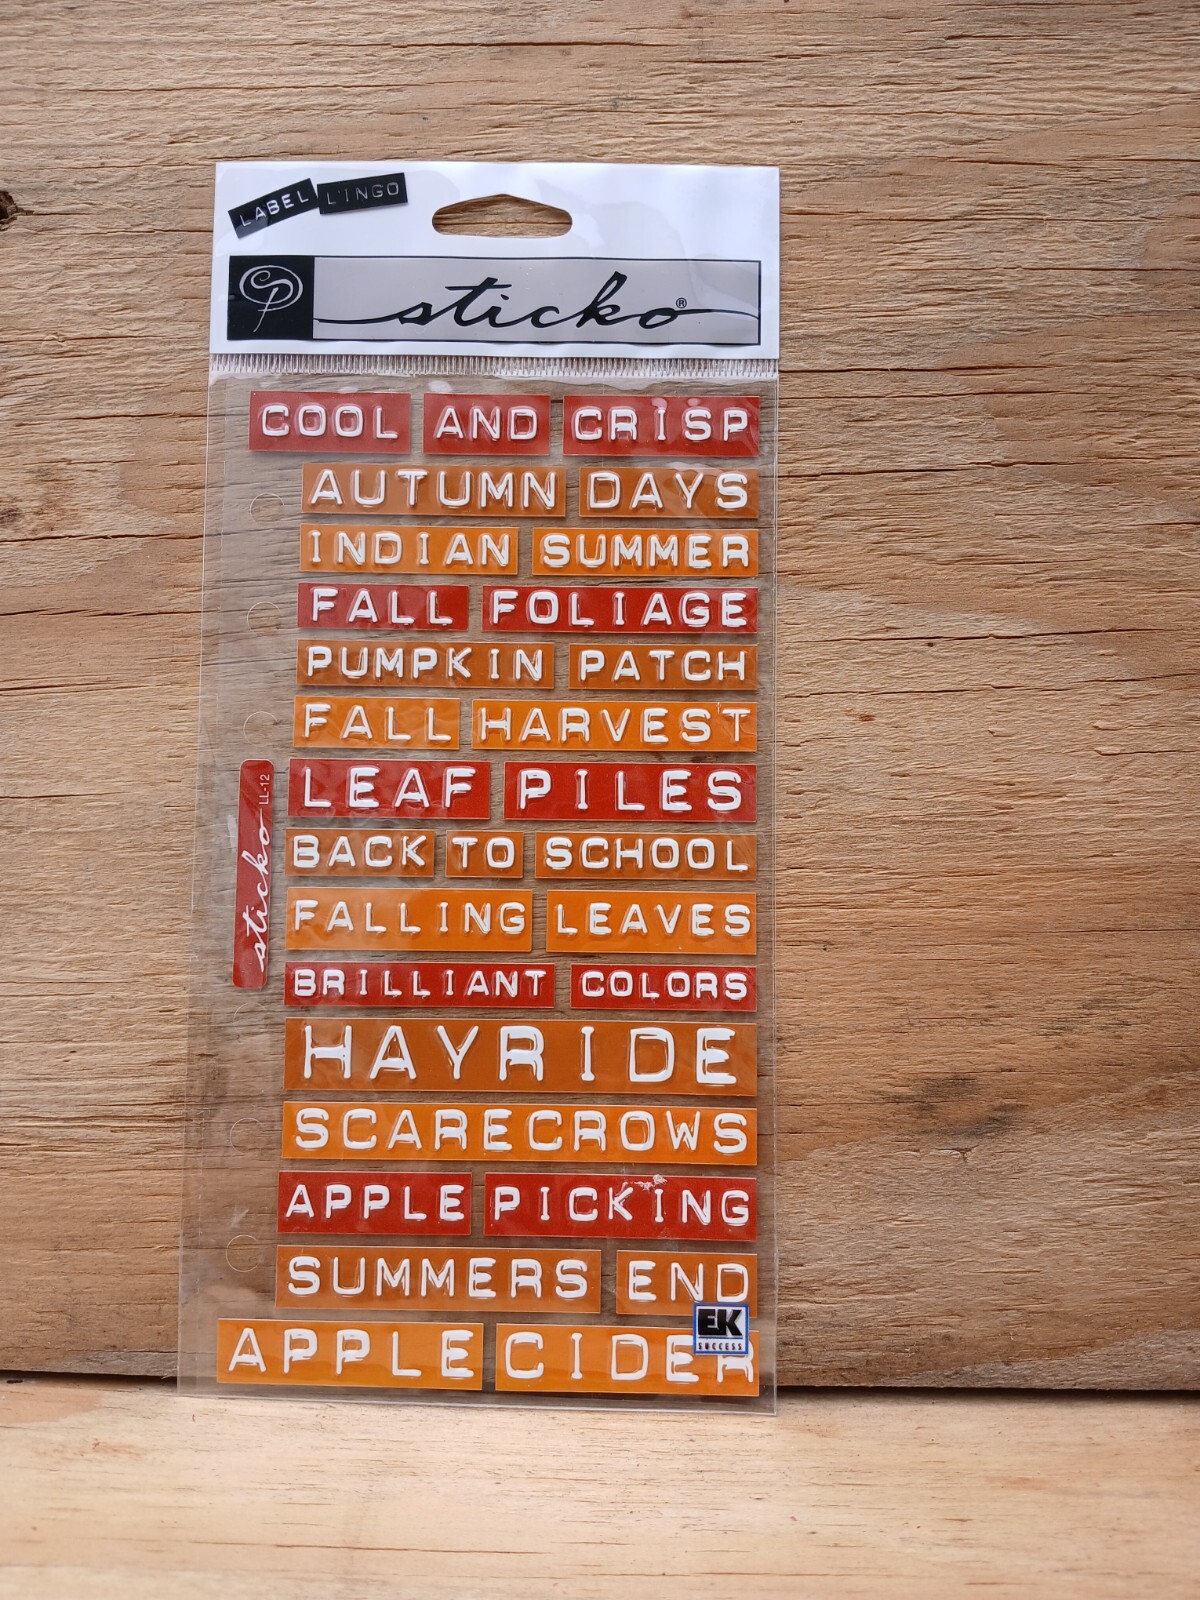 LABEL LINGO
sticko®
COOL AND CRISP
AUTUMN DAYS
INDIAN SUMMER
FALL FOLIAGE
PUMPKIN PATCH
FALL HARVEST
LEAF PILES
BACK TO SCHOOL
FALLING LEAVES
BRILLIANT COLORS
HAYRIDE
SCARECROWS
APPLE PICKING
SUMMERS END
APPLE CIDER
EK
SUCCESS
sticko LL-12